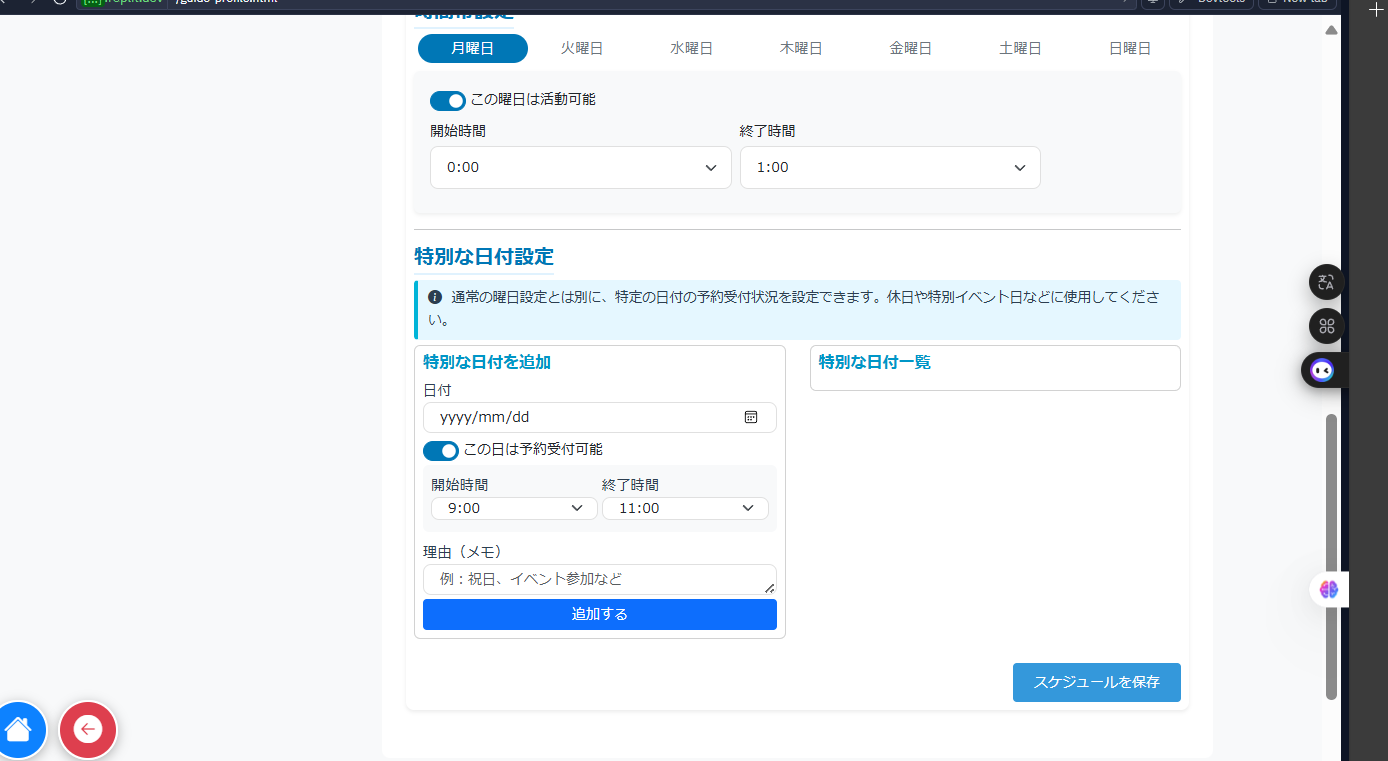 時間帯設定
月曜日 火曜日 水曜日 木曜日 金曜日 土曜日 日曜日
この曜日は活動可能
開始時間 終了時間
0:00 1:00
特別な日付設定
通常の曜日設定とは別に、特定の日付の予約受付状況を設定できます。休日や特別イベント日などに使用してくださ
い。
特別な日付を追加
日付
yyyy/mm/dd
この日は予約受付可能
開始時間 終了時間
9:00 11:00
理由（メモ）
例：祝日、イベント参加など
追加する
特別な日付一覧
スケジュールを保存